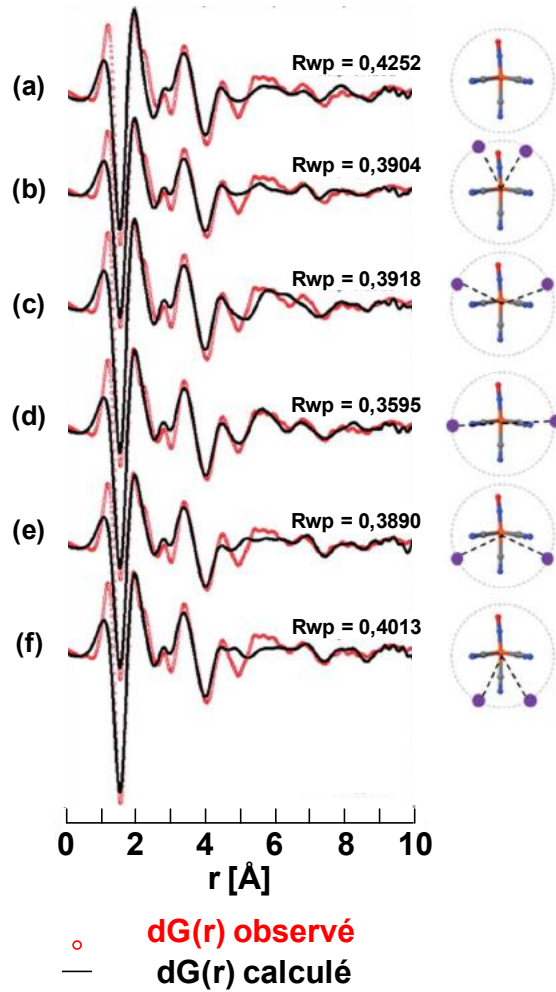 (a) Rwp = 0,4252
(b) Rwp = 0,3904
(c) Rwp = 0,3918
(d) Rwp = 0,3595
(e) Rwp = 0,3890
(f) Rwp = 0,4013
0 2 4 6 8 10
r [Å]
dG(r) observé
dG(r) calculé